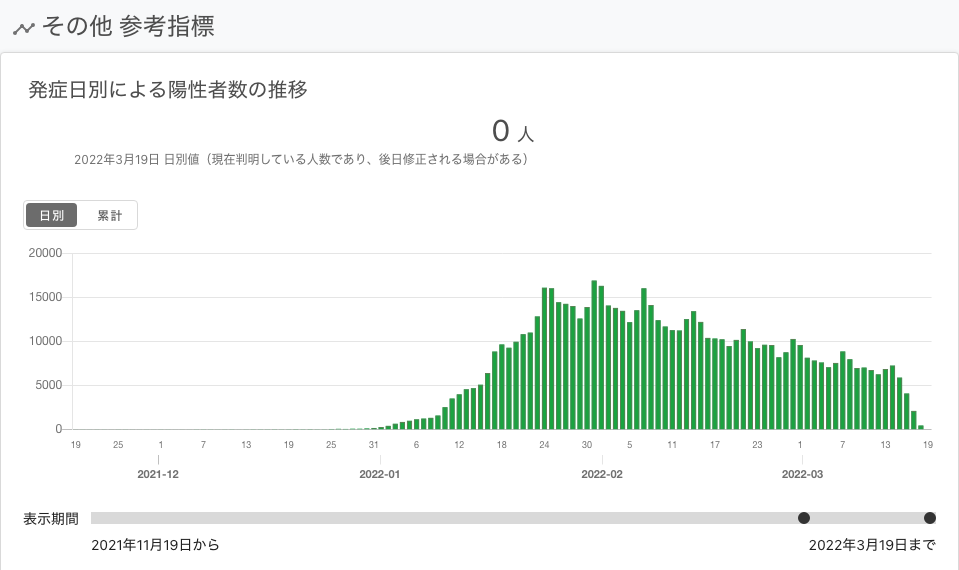 その他 参考指標
発症日別による陽性者数の推移
0 人
2022年3月19日 日別値（現在判明している人数であり、後日修正される場合がある）
日別 累計
20000
15000
10000
5000
0
19 25 1 7 13 19 25 31 6 12 18 24 30 5 11 17 23 1 7 13 19
2021-12 2022-01 2022-02 2022-03
表示期間
2021年11月19日から 2022年3月19日まで